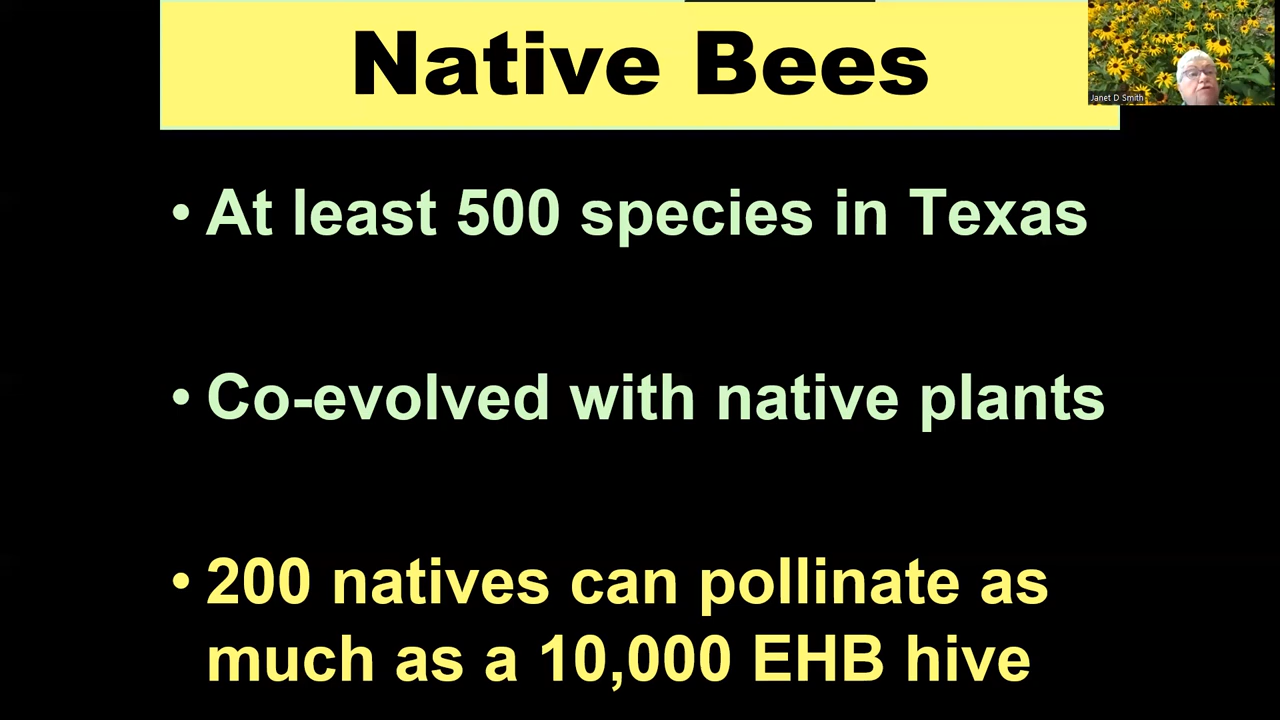 Native Bees
Janet D Smith
• At least 500 species in Texas
• Co-evolved with native plants
• 200 natives can pollinate as
much as a 10,000 EHB hive